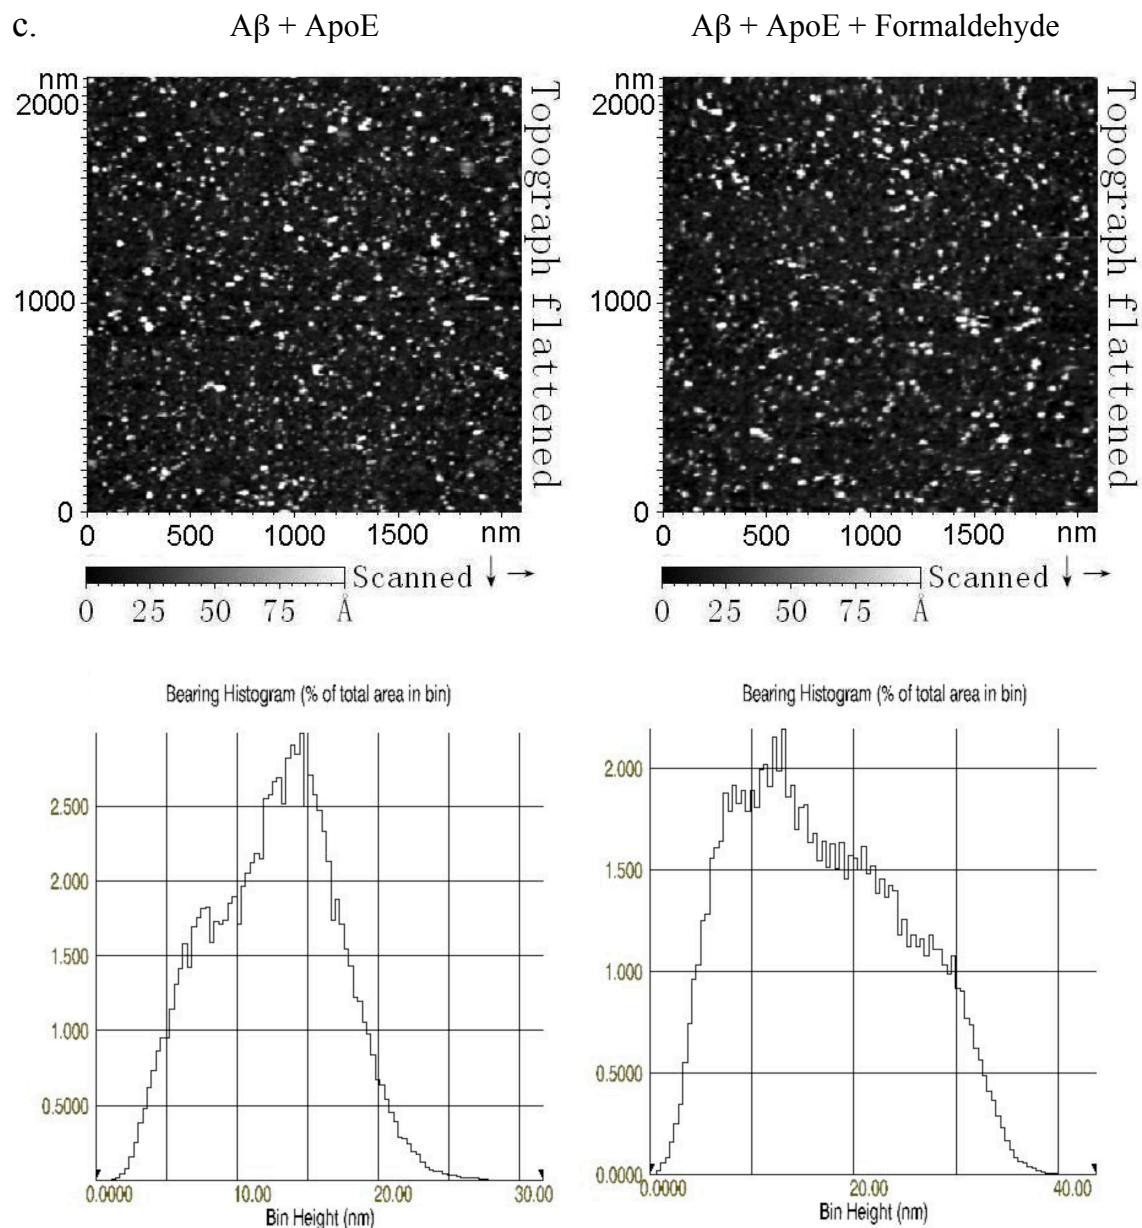 c.
Aβ + ApoE
Aβ + ApoE + Formaldehyde
nm
2000
1000
0
0 500 1000 1500 nm
Topograph flattened
0 25 50 75 Å
Scanned ↓ →
nm
2000
1000
0
0 500 1000 1500 nm
Topograph flattened
0 25 50 75 Å
Scanned ↓ →
Bearing Histogram (% of total area in bin)
2.500
2.000
1.500
1.000
0.5000
0.0000 10.00 20.00 30.00
Bin Height (nm)
Bearing Histogram (% of total area in bin)
2.000
1.500
1.000
0.5000
0.0000
0.0000 20.00 40.00
Bin Height (nm)